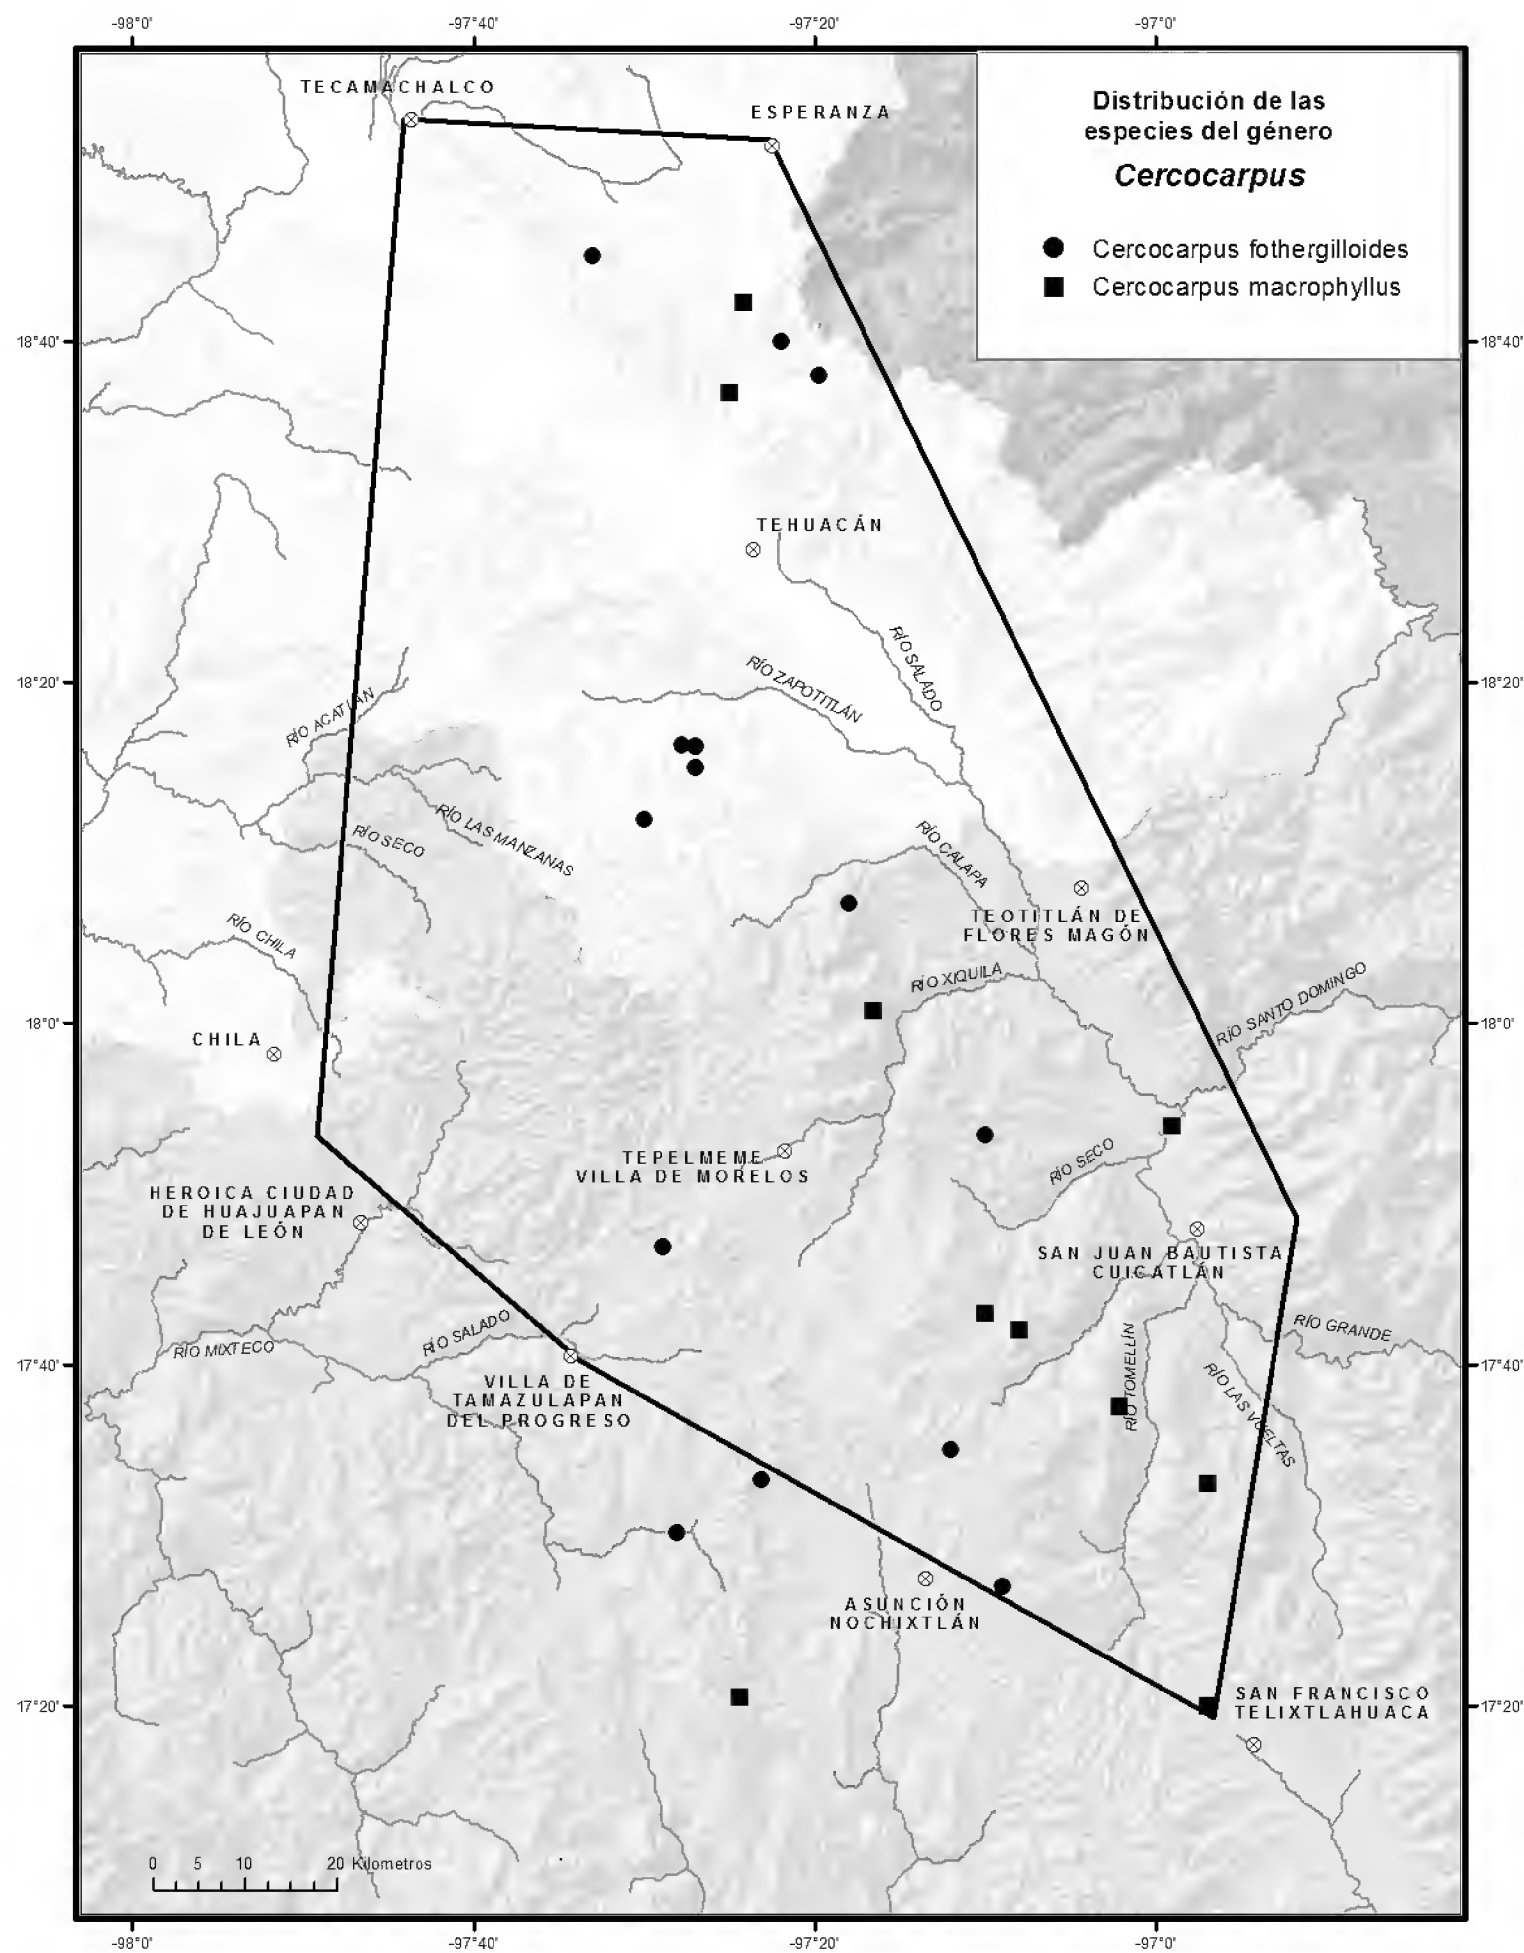 -98°0'
-97°40'
-97°20'
-97°0'
TECAMACHALCO
ESPERANZA
Distribución de las
especies del género
Cercocarpus
Cercocarpus fothergilloides
Cercocarpus macrophyllus
18°40'
18°40'
TEHUACÁN
RÍO SALADO
RÍO ZAPOTITLÁN
18°20'
18°20'
RÍO ACATLÁN
RÍO LAS MANZANAS
RÍO SECO
RÍO CALAPA
TEOTITLÁN DE
FLORES MAGÓN
RÍO CHILA
RÍO XIQUILA
RÍO SANTO DOMINGO
18°0'
18°0'
CHILA
TEPELMEME
VILLA DE MORELOS
RÍO SECO
HEROICA CIUDAD
DE HUAJUAPAN
DE LEÓN
SAN JUAN BAUTISTA
CUICATLÁN
RÍO SALADO
RÍO MIXTECO
RÍO GRANDE
RÍO TOMELLÍN
RÍO LAS VUELTAS
17°40'
17°40'
VILLA DE
TAMAZULAPAN
DEL PROGRESO
ASUNCIÓN
NOCHIXTLÁN
SAN FRANCISCO
TELIXTLAHUACA
17°20'
17°20'
0 5 10 20 Kilometros
-98°0'
-97°40'
-97°20'
-97°0'